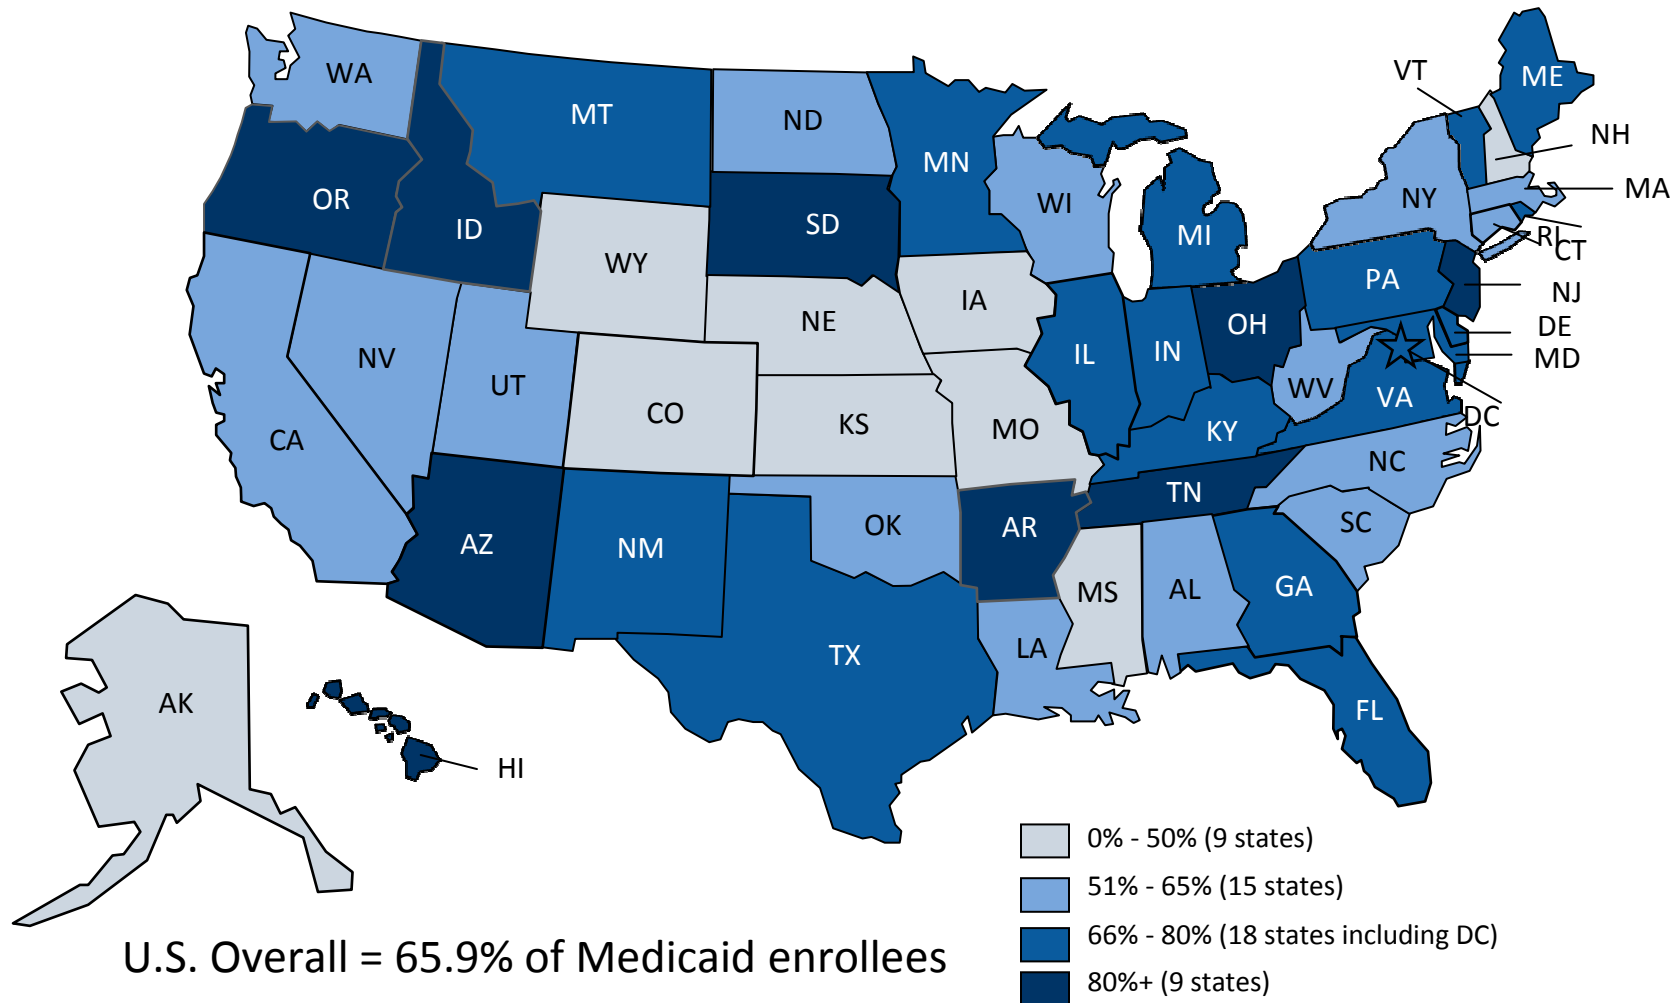 WA
MT
ND
MN
VT
ME
NH
MA
OR
ID
SD
WI
NY
WY
MI
RI
CT
IA
PA
NJ
NE
OH
DE
MD
NV
UT
IL
IN
WV
VA
DC
CA
CO
KS
MO
KY
NC
TN
SC
AZ
NM
OK
AR
MS
AL
GA
LA
TX
FL
AK
HI
0% - 50% (9 states)
51% - 65% (15 states)
66% - 80% (18 states including DC)
80%+ (9 states)
U.S. Overall = 65.9% of Medicaid enrollees